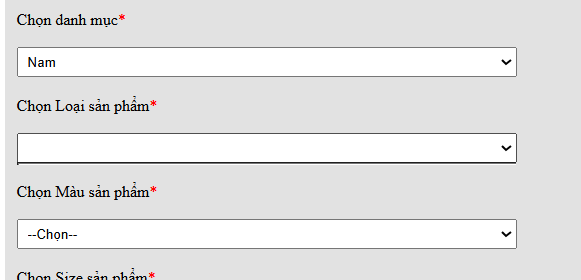 Chọn danh mục*
Nam
Chọn Loại sản phẩm*
Chọn Màu sản phẩm*
--Chọn--
Chọn Size sản phẩm*